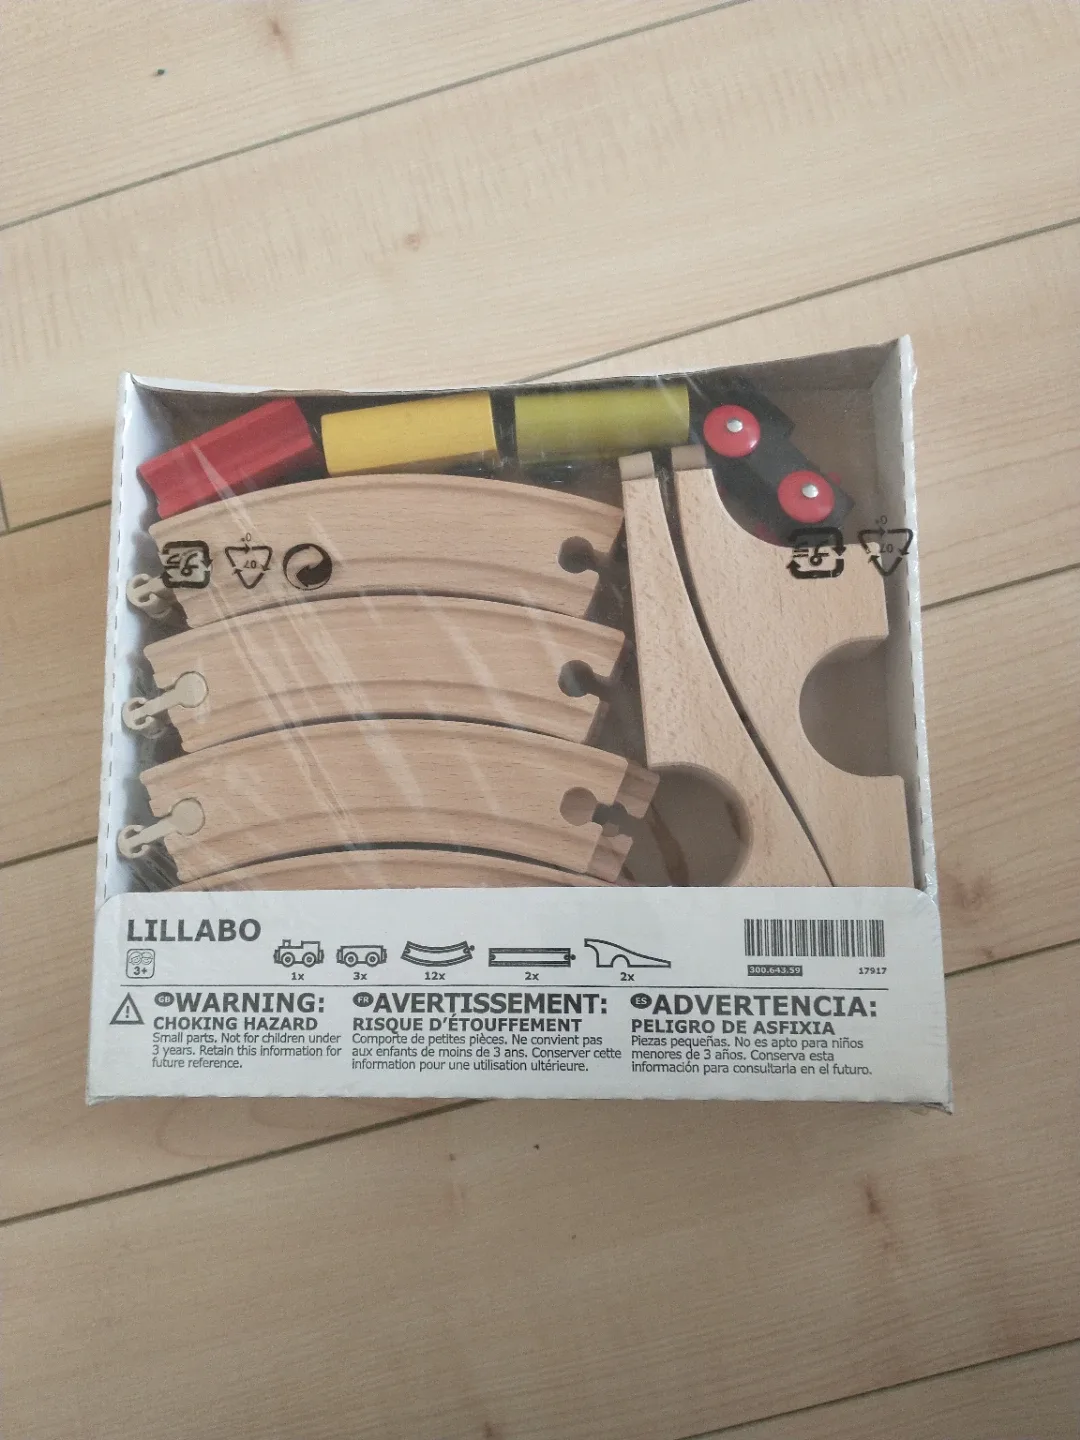 LILLABO
3+
1x
3x
12x
2x
2x
300.643.59
17917
GB WARNING:
CHOKING HAZARD
Small parts. Not for children under
3 years. Retain this information for
future reference.
FR AVERTISSEMENT:
RISQUE D'ÉTOUFFEMENT
Comporte de petites pièces. Ne convient pas
aux enfants de moins de 3 ans. Conserver cette
information pour une utilisation ultérieure.
ES ADVERTENCIA:
PELIGRO DE ASFIXIA
Piezas pequeñas. No es apto para niños
menores de 3 años. Conserva esta
información para consultarla en el futuro.